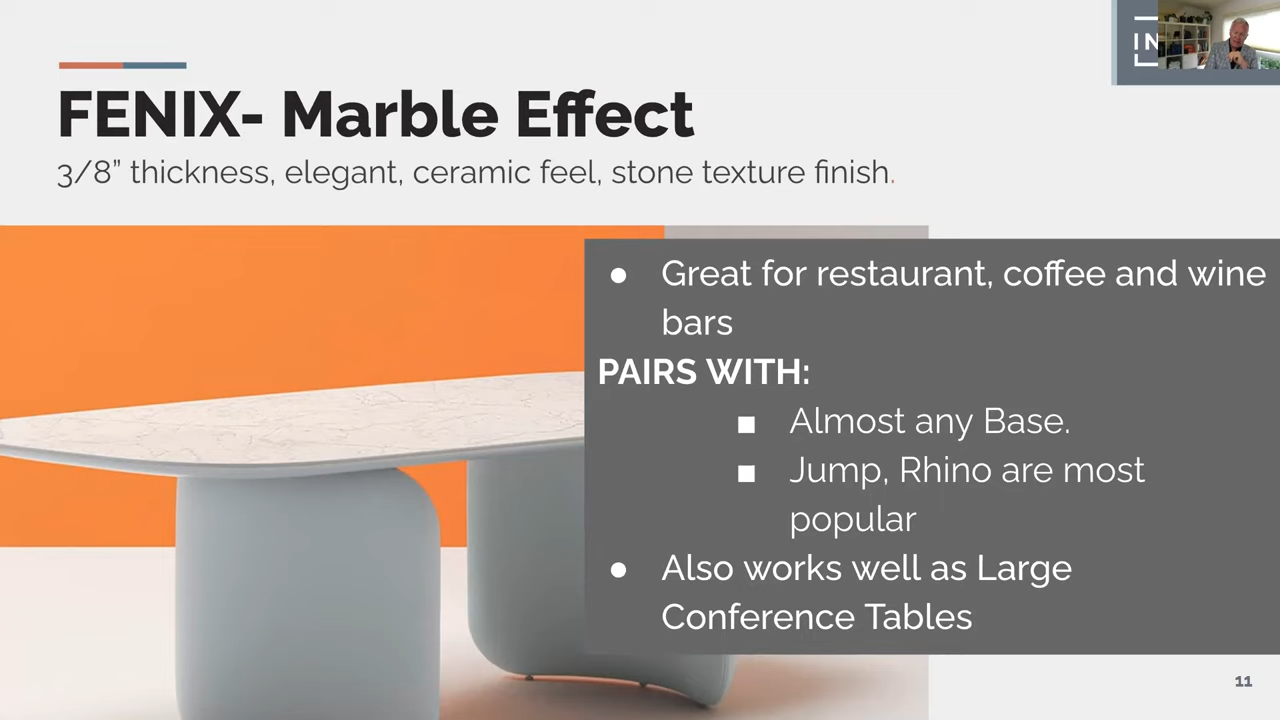 IN
FENIX- Marble Effect
3/8” thickness, elegant, ceramic feel, stone texture finish.
● Great for restaurant, coffee and wine
bars
PAIRS WITH:
■ Almost any Base.
■ Jump, Rhino are most
popular
● Also works well as Large
Conference Tables
11